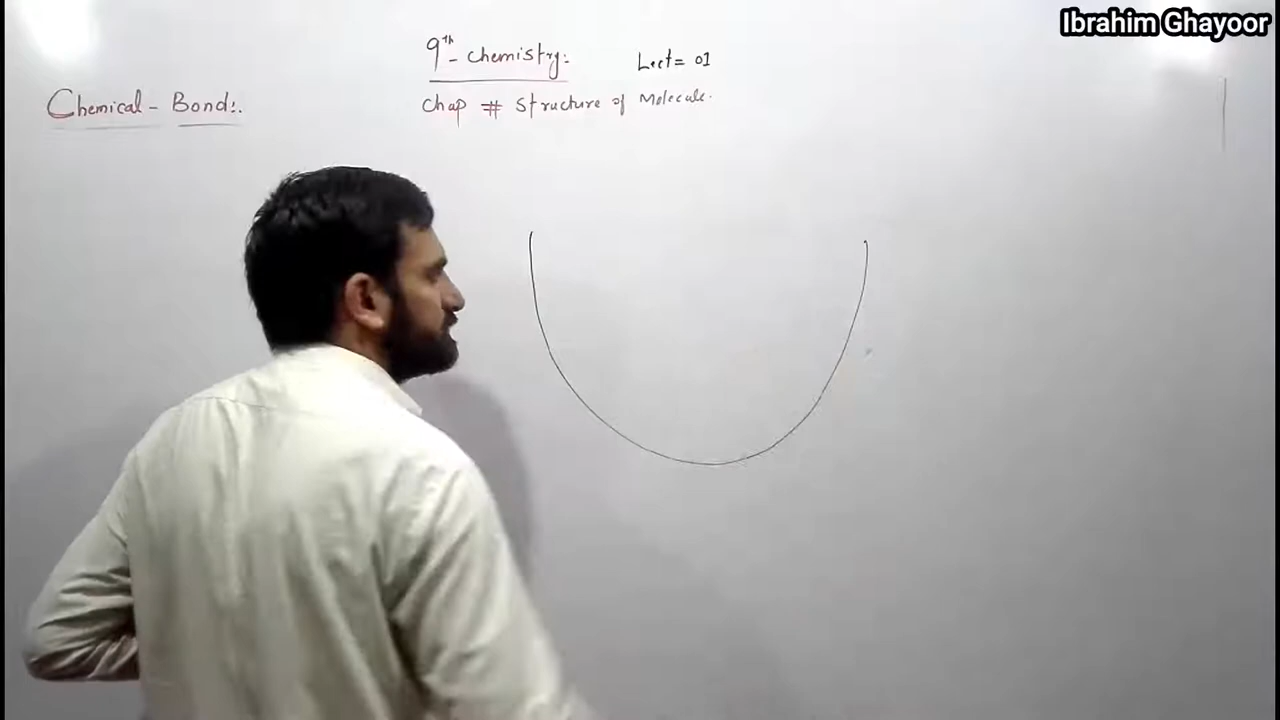 Ibrahim Ghayoor
9th - Chemistry:
Lect = 01
Chemical - Bond:.
Chap # Structure of Molecule.